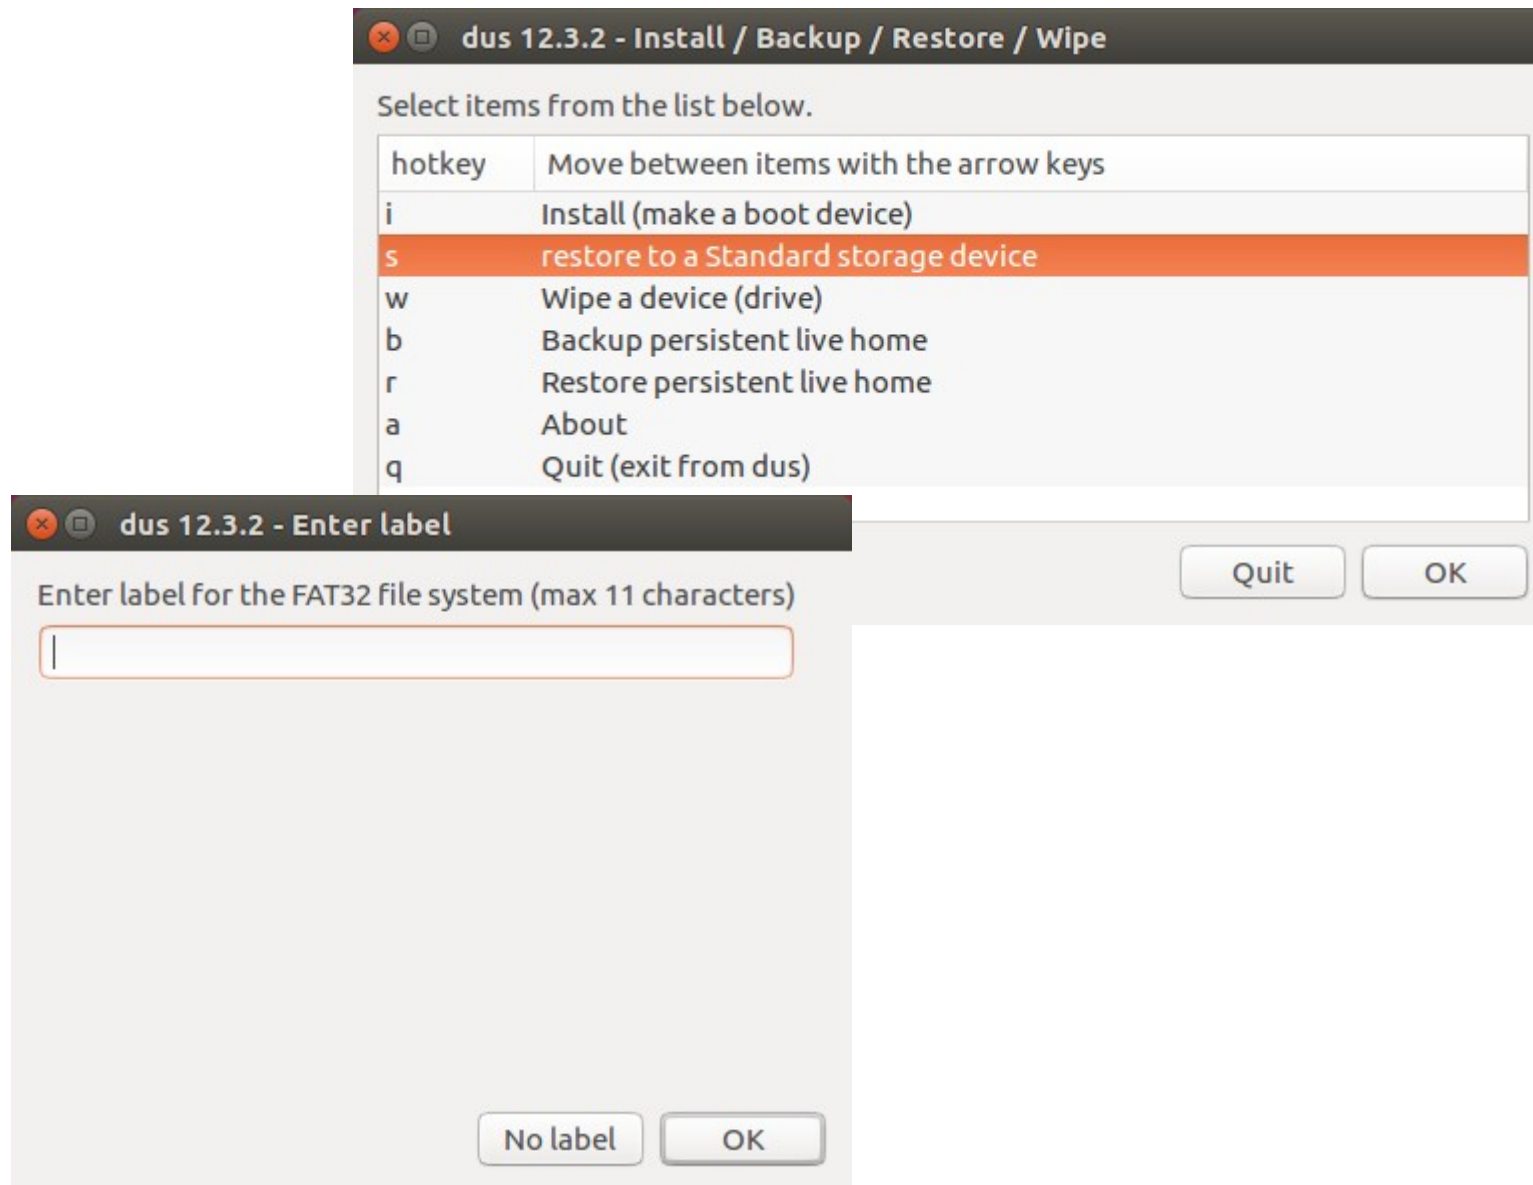 dus 12.3.2 - Install / Backup / Restore / Wipe
Select items from the list below.
hotkey Move between items with the arrow keys
i Install (make a boot device)
s restore to a Standard storage device
w Wipe a device (drive)
b Backup persistent live home
r Restore persistent live home
a About
q Quit (exit from dus)
Quit OK
dus 12.3.2 - Enter label
Enter label for the FAT32 file system (max 11 characters)
No label OK